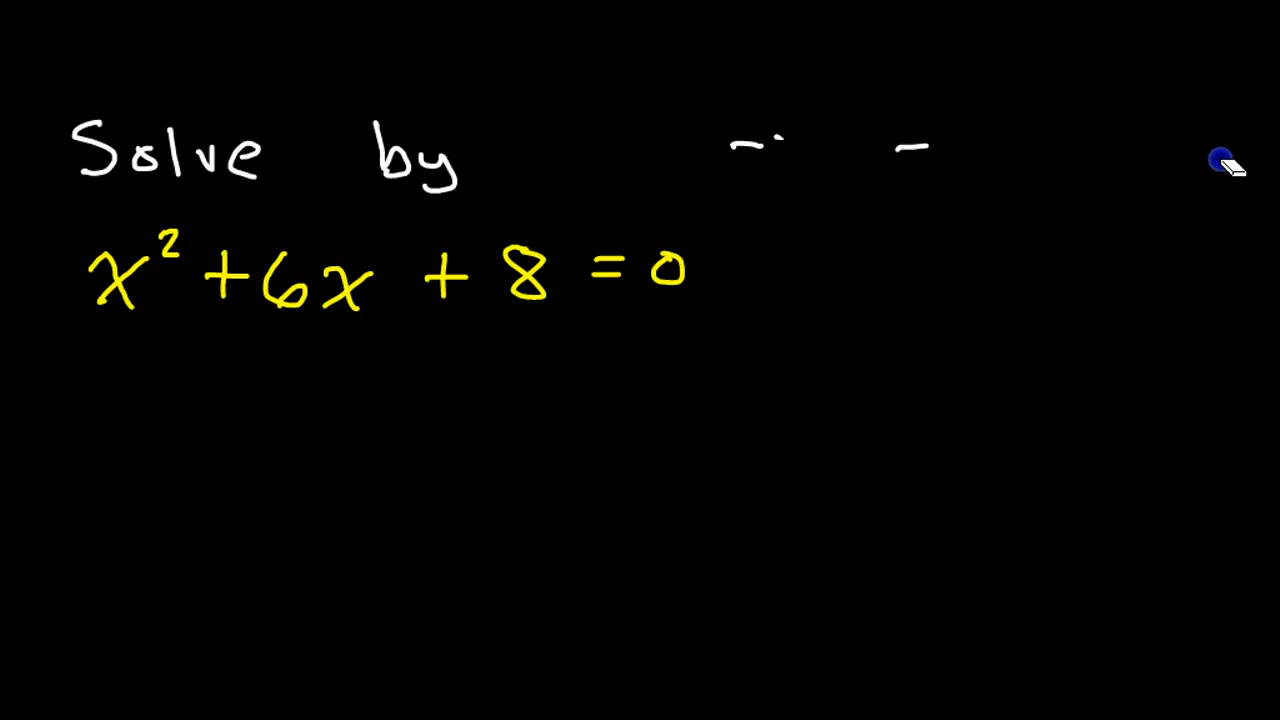 Solve by
x² + 6x + 8 = 0